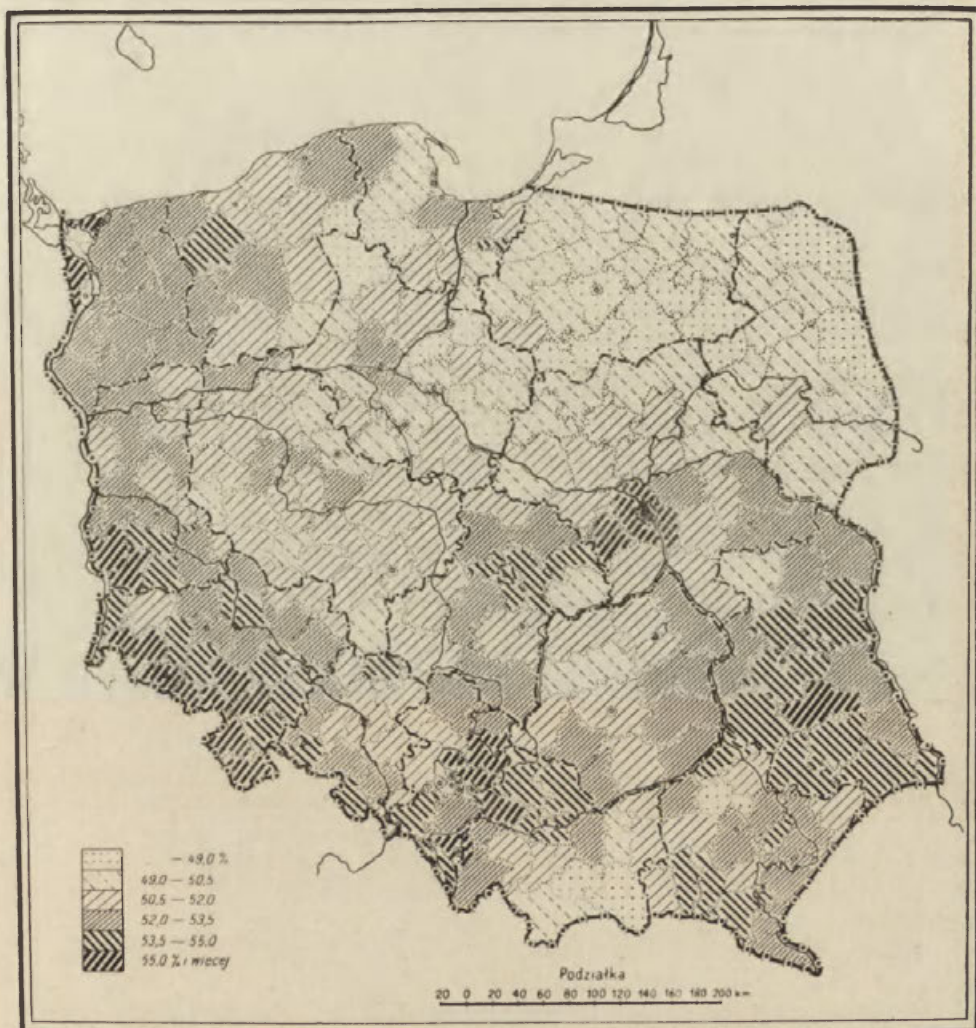 — 49,0 %
49.0 — 50,5
50,5 — 52,0
52,0 — 53,5
53,5 — 55,0
55.0 % i więcej
Podziałka
20 0 20 40 60 80 100 120 140 160 180 200 km